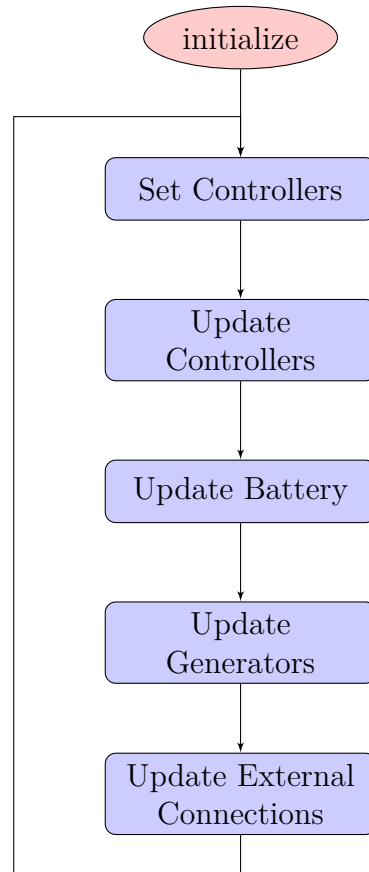 initialize
Set Controllers
Update
Controllers
Update Battery
Update
Generators
Update External
Connections